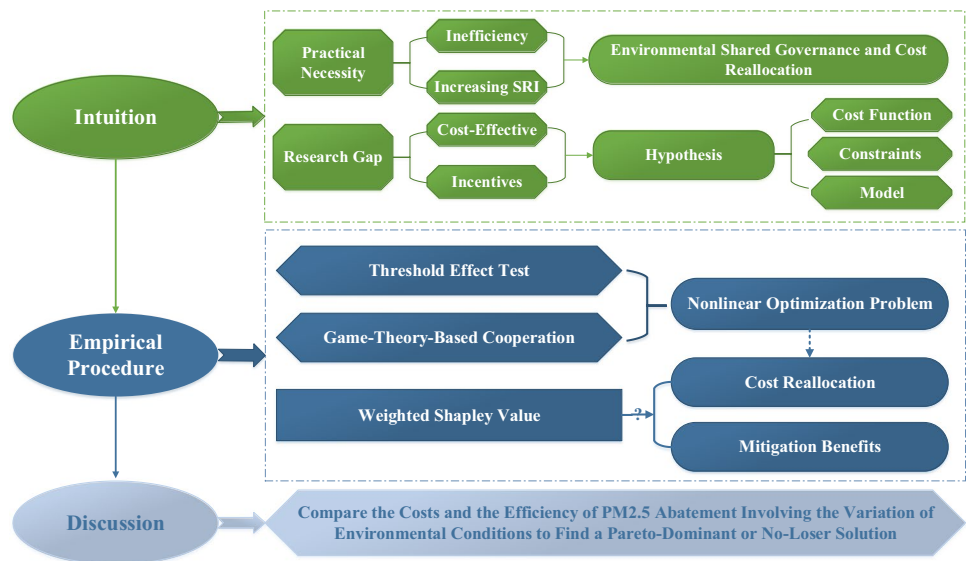 Intuition
Practical
Necessity
Inefficiency
Increasing SRI
Environmental Shared Governance and Cost
Reallocation
Research Gap
Cost-Effective
Incentives
Hypothesis
Cost Function
Constraints
Model
Empirical
Procedure
Threshold Effect Test
Game-Theory-Based Cooperation
Nonlinear Optimization Problem
Weighted Shapley Value
?
Cost Reallocation
Mitigation Benefits
Discussion
Compare the Costs and the Efficiency of PM2.5 Abatement Involving the Variation of
Environmental Conditions to Find a Pareto-Dominant or No-Loser Solution